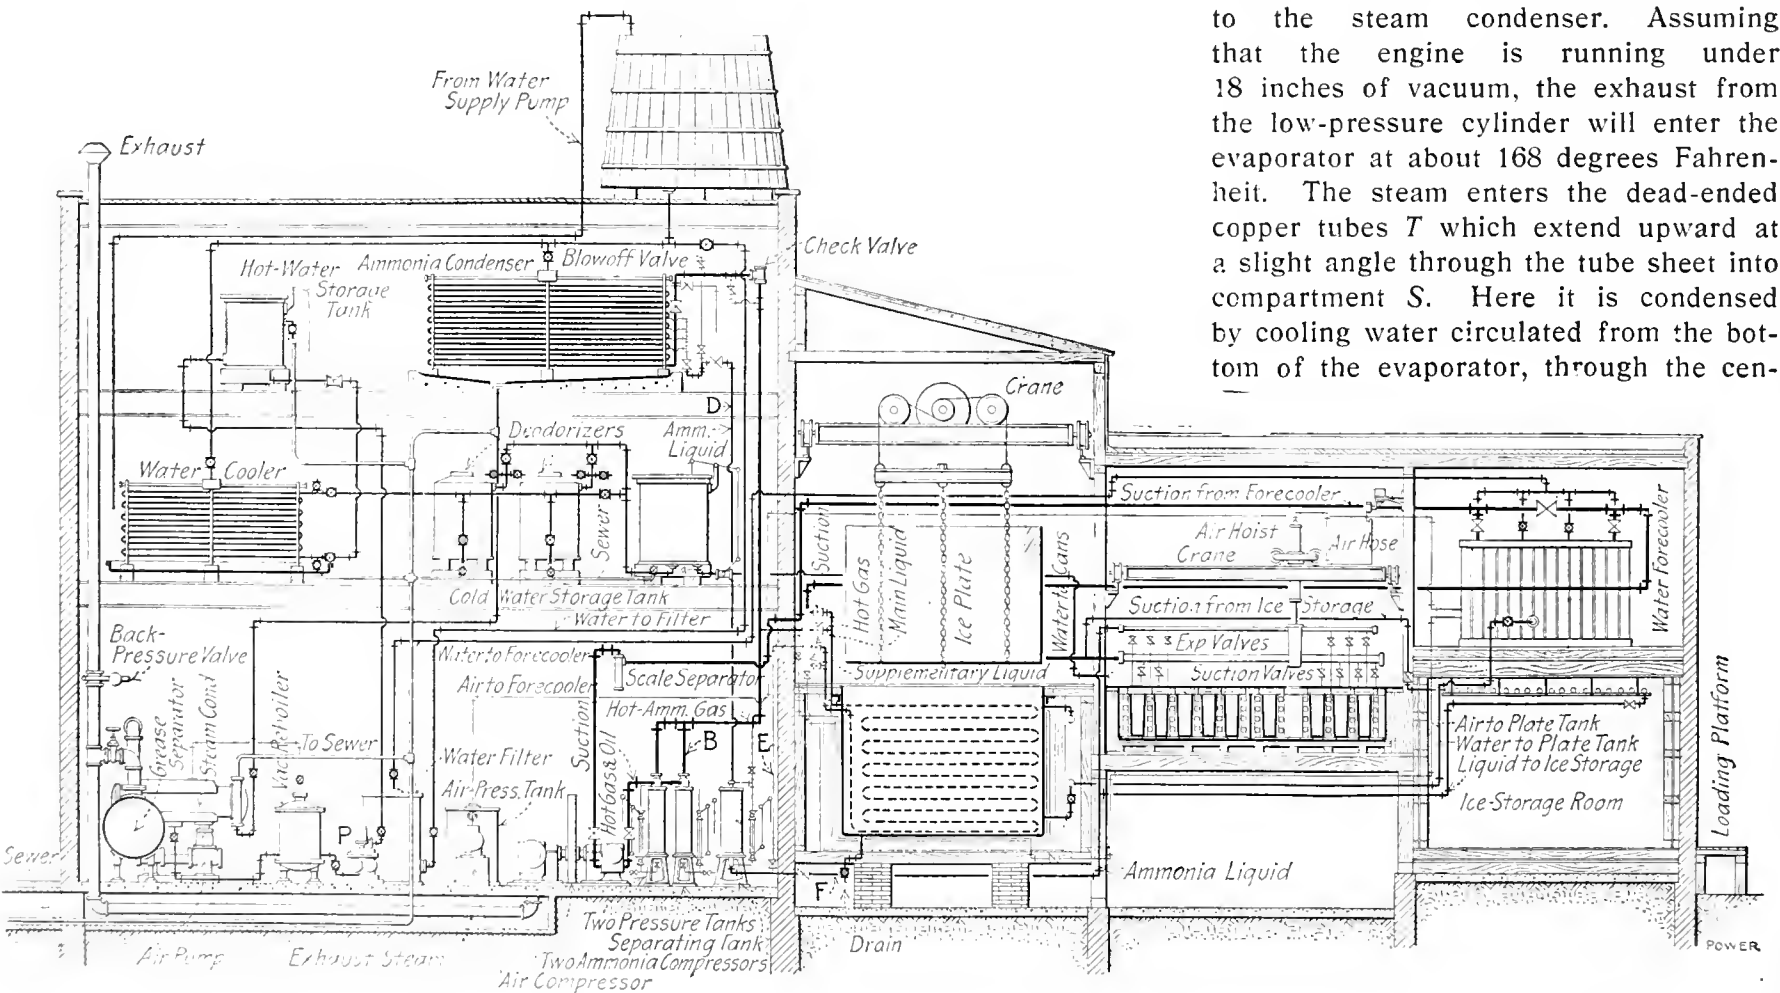 to the steam condenser. Assuming
that the engine is running under
18 inches of vacuum, the exhaust from
the low-pressure cylinder will enter the
evaporator at about 168 degrees Fahren-
heit. The steam enters the dead-ended
copper tubes T which extend upward at
a slight angle through the tube sheet into
compartment S. Here it is condensed
by cooling water circulated from the bot-
tom of the evaporator, through the cen-
From Water
Supply Pump
Exhaust
Check Valve
Hot-Water
Storage
Tank
Ammonia Condenser
Blowoff Valve
Crane
D
Deodorizers
Amm.
Liquid
Water Cooler
Sewer
Suction from Forecooler
Suction
Hot Gas
Main Liquid
Ice Plate
Water to Cans
Air Hoist
Crane
Air Hose
Water Forecooler
Cold Water Storage Tank
Water to Filter
Suction from Ice Storage
Exp Valves
Suction Valves
Supplementary Liquid
Back-
Pressure Valve
Water to Forecooler
Air to Forecooler
Scale Separator
Hot-Amm. Gas
Suction
Hot Gas & Oil
B
E
Grease
Separator
Steam Cond
Vac Reboiler
To Sewer
Water Filter
Air-Press. Tank
Air to Plate Tank
Water to Plate Tank
Liquid to Ice Storage
Ice-Storage Room
Loading Platform
P
Sewer
F
Ammonia Liquid
Two Pressure Tanks
Separating Tank
Two Ammonia Compressors
Air Compressor
Drain
Air Pump
Exhaust Steam
POWER